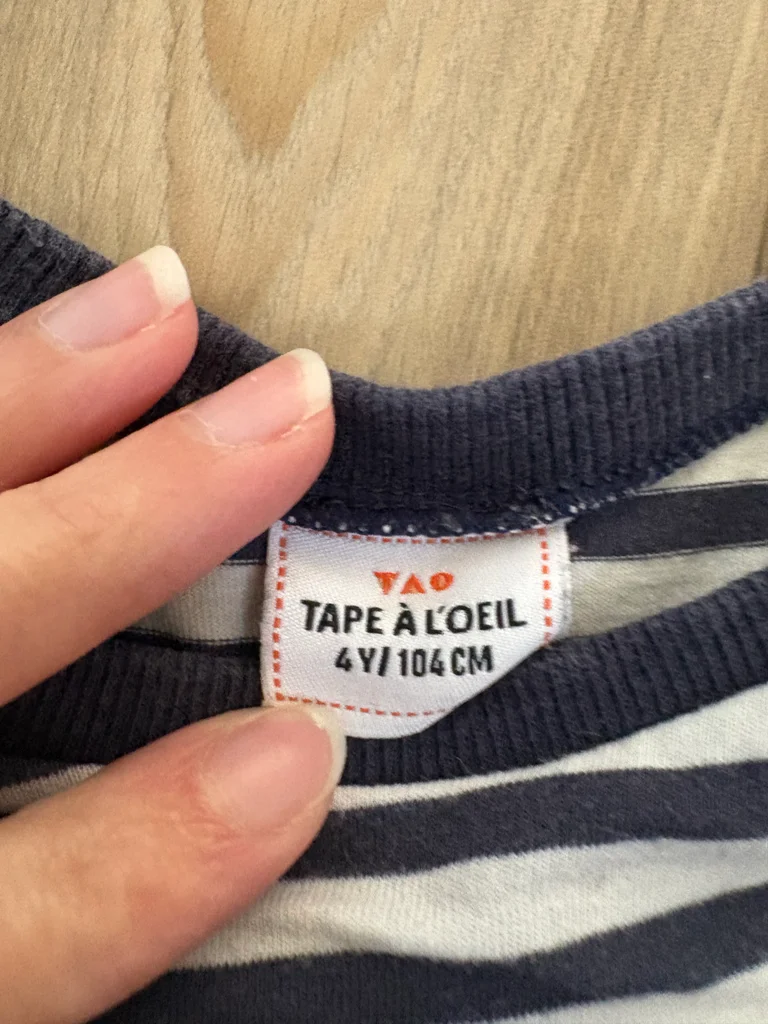 TAO
TAPE À L'OEIL
4Y/104CM